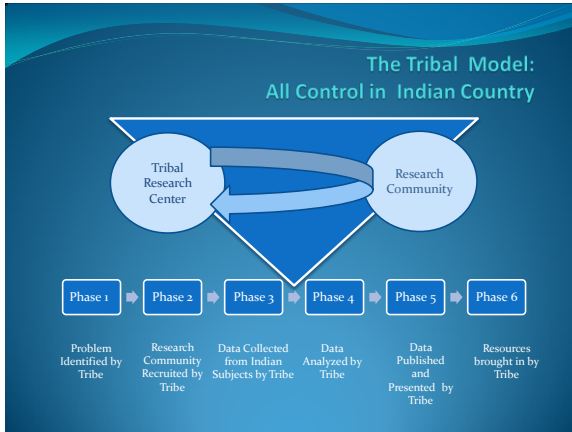 The Tribal Model:
All Control in Indian Country
Tribal
Research
Center
Research
Community
Phase 1
Phase 2
Phase 3
Phase 4
Phase 5
Phase 6
Problem
Identified by
Tribe
Research
Community
Recruited by
Tribe
Data Collected
from Indian
Subjects by Tribe
Data
Analyzed by
Tribe
Data
Published
and
Presented by
Tribe
Resources
brought in by
Tribe